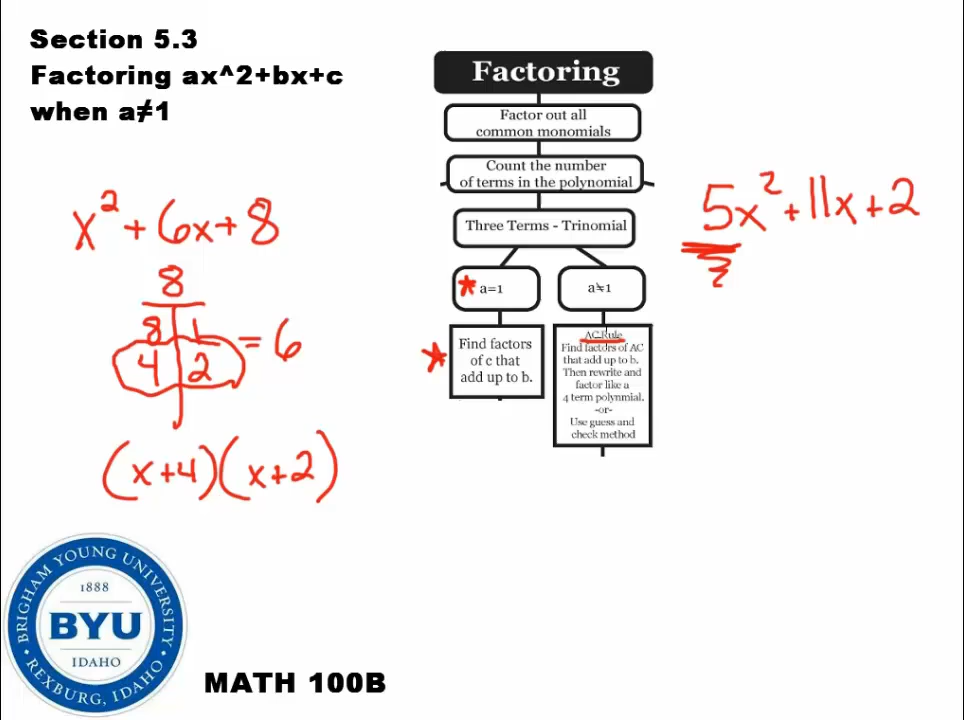 Section 5.3
Factoring ax^2+bx+c
when a≠1
x² + 6x + 8
8
8 1
4 2 = 6
(x+4)(x+2)
Factoring
Factor out all
common monomials
Count the number
of terms in the polynomial
Three Terms - Trinomial
* a=1
a≠1
* Find factors
of c that
add up to b.
AC Rule
Find factors of AC
that add up to b.
Then rewrite and
factor like a
4 term polynmial.
-or-
Use guess and
check method
5x² + 11x + 2
BRIGHAM YOUNG UNIVERSITY
1888
BYU
IDAHO
• REXBURG, IDAHO •
MATH 100B